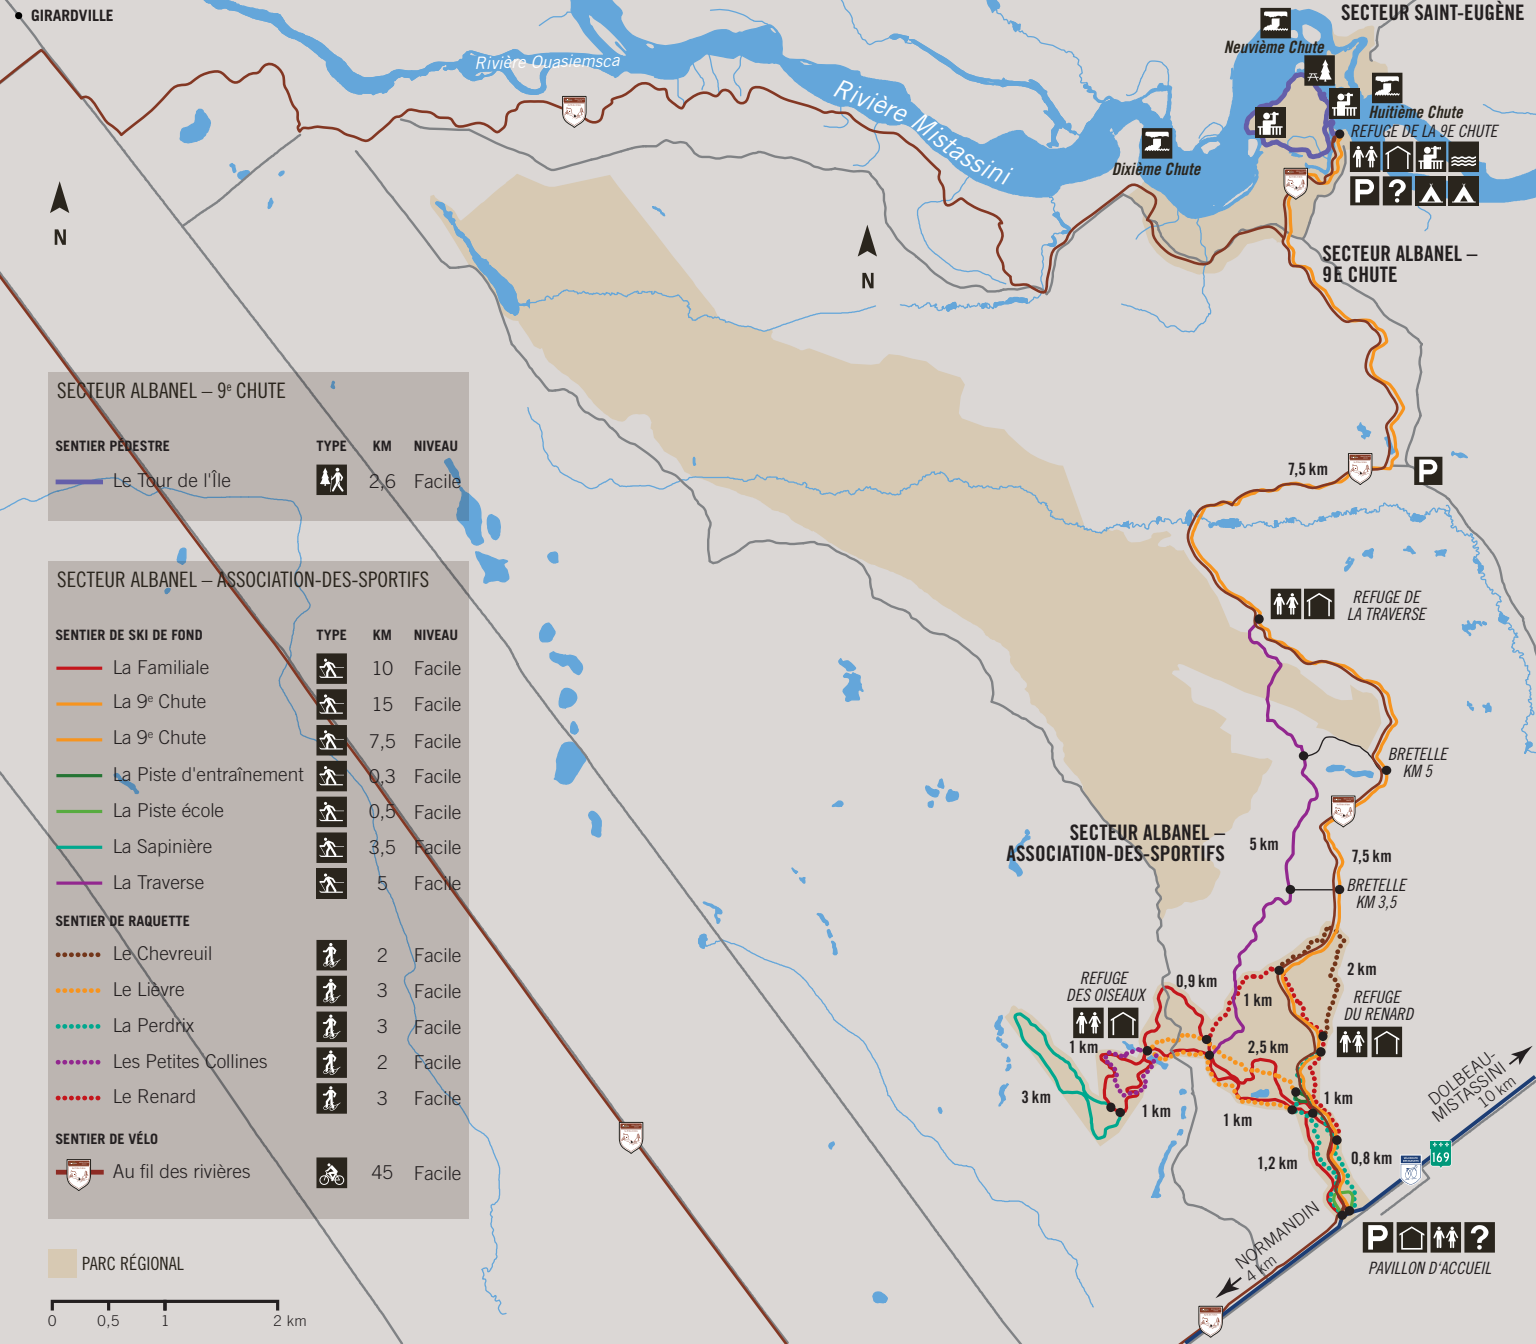 GIRARDVILLE
SECTEUR SAINT-EUGÈNE
Neuvième Chute
Rivière Ouasiemsca
Rivière Mistassini
Huitième Chute
REFUGE DE LA 9E CHUTE
Dixième Chute
P ?
N
N
SECTEUR ALBANEL –
9E CHUTE
SECTEUR ALBANEL – 9e CHUTE
SENTIER PÉDESTRE TYPE KM NIVEAU
Le Tour de l'Île 2,6 Facile
7,5 km
P
SECTEUR ALBANEL – ASSOCIATION-DES-SPORTIFS
SENTIER DE SKI DE FOND TYPE KM NIVEAU
La Familiale 10 Facile
La 9e Chute 15 Facile
La 9e Chute 7,5 Facile
La Piste d'entraînement 0,3 Facile
La Piste école 0,5 Facile
La Sapinière 3,5 Facile
La Traverse 5 Facile
SENTIER DE RAQUETTE
Le Chevreuil 2 Facile
Le Lièvre 3 Facile
La Perdrix 3 Facile
Les Petites Collines 2 Facile
Le Renard 3 Facile
SENTIER DE VÉLO
Au fil des rivières 45 Facile
PARC RÉGIONAL
0 0,5 1 2 km
REFUGE DE
LA TRAVERSE
BRETELLE
KM 5
SECTEUR ALBANEL –
ASSOCIATION-DES-SPORTIFS
5 km
7,5 km
BRETELLE
KM 3,5
REFUGE
DES OISEAUX
0,9 km
1 km
2 km
REFUGE
DU RENARD
1 km
2,5 km
3 km
1 km
1 km
1 km
1,2 km
0,8 km
DOLBEAU-
MISTASSINI
10 km
169
NORMANDIN
4 km
P ?
PAVILLON D'ACCUEIL